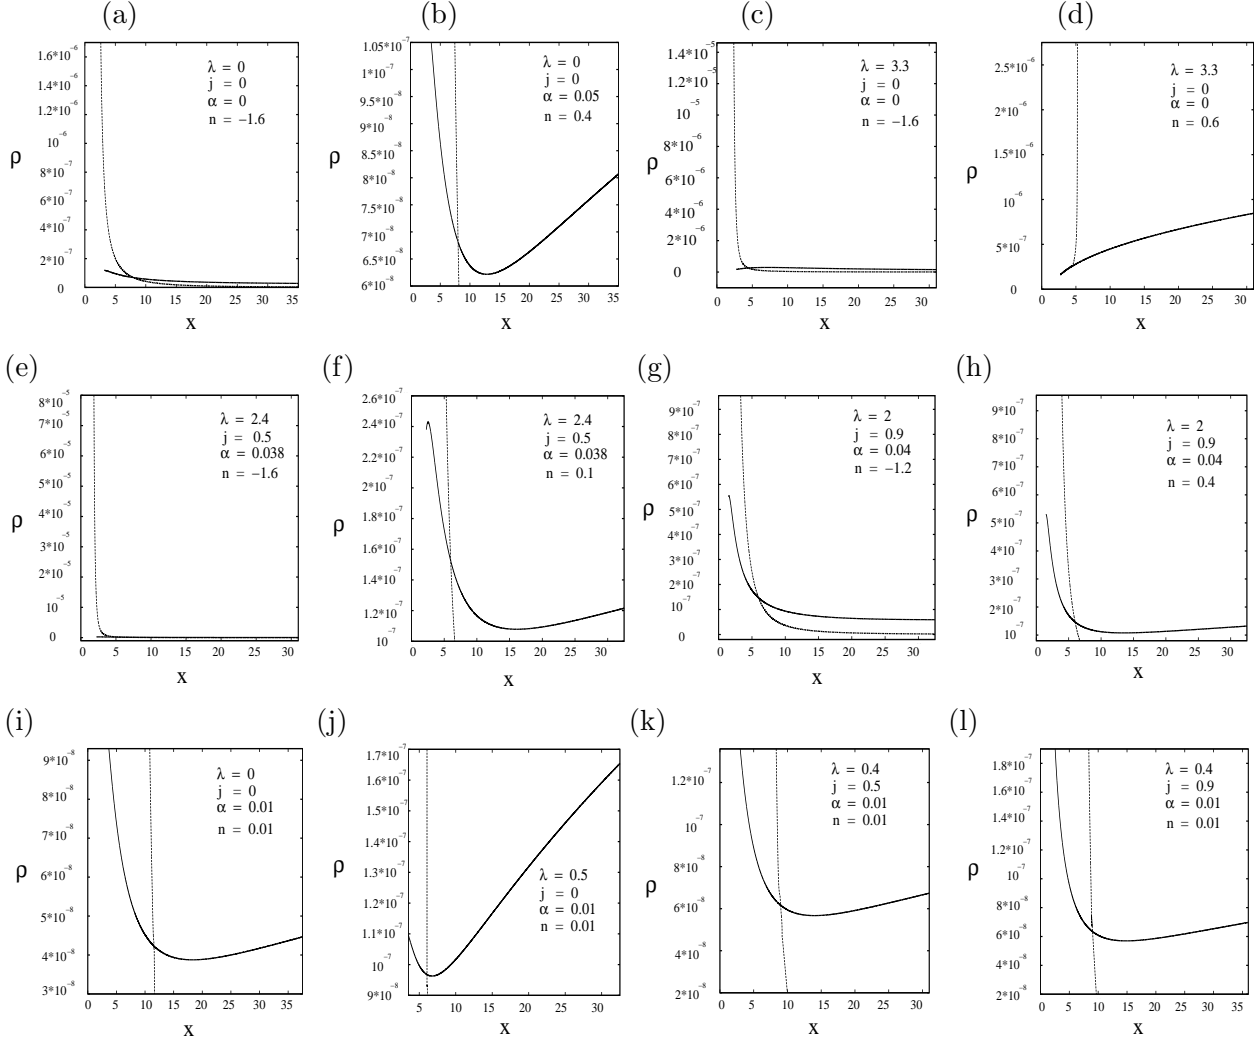 (a) (b) (c) (d)
1.6*10⁻⁶
1.4*10⁻⁶
1.2*10⁻⁶
10⁻⁶
8*10⁻⁷
6*10⁻⁷
4*10⁻⁷
2*10⁻⁷
0
ρ
λ = 0
j = 0
α = 0
n = −1.6
0 5 10 15 20 25 30 35
x
1.05*10⁻⁷
1*10⁻⁷
9.5*10⁻⁸
9*10⁻⁸
8.5*10⁻⁸
8*10⁻⁸
7.5*10⁻⁸
7*10⁻⁸
6.5*10⁻⁸
6*10⁻⁸
ρ
λ = 0
j = 0
α = 0.05
n = 0.4
0 5 10 15 20 25 30 35
x
1.4*10⁻⁵
1.2*10⁻⁵
10⁻⁵
8*10⁻⁶
6*10⁻⁶
4*10⁻⁶
2*10⁻⁶
0
ρ
λ = 3.3
j = 0
α = 0
n = −1.6
0 5 10 15 20 25 30
x
2.5*10⁻⁶
2*10⁻⁶
1.5*10⁻⁶
10⁻⁶
5*10⁻⁷
0
ρ
λ = 3.3
j = 0
α = 0
n = 0.6
0 5 10 15 20 25 30
x
(e) (f) (g) (h)
8*10⁻⁵
7*10⁻⁵
6*10⁻⁵
5*10⁻⁵
4*10⁻⁵
3*10⁻⁵
2*10⁻⁵
10⁻⁵
0
ρ
λ = 2.4
j = 0.5
α = 0.038
n = −1.6
0 5 10 15 20 25 30
x
2.6*10⁻⁷
2.4*10⁻⁷
2.2*10⁻⁷
2*10⁻⁷
1.8*10⁻⁷
1.6*10⁻⁷
1.4*10⁻⁷
1.2*10⁻⁷
10⁻⁷
ρ
λ = 2.4
j = 0.5
α = 0.038
n = 0.1
0 5 10 15 20 25 30
x
9*10⁻⁷
8*10⁻⁷
7*10⁻⁷
6*10⁻⁷
5*10⁻⁷
4*10⁻⁷
3*10⁻⁷
2*10⁻⁷
10⁻⁷
0
ρ
λ = 2
j = 0.9
α = 0.04
n = −1.2
0 5 10 15 20 25 30
x
9*10⁻⁷
8*10⁻⁷
7*10⁻⁷
6*10⁻⁷
5*10⁻⁷
4*10⁻⁷
3*10⁻⁷
2*10⁻⁷
10⁻⁷
ρ
λ = 2
j = 0.9
α = 0.04
n = 0.4
0 5 10 15 20 25 30
x
(i) (j) (k) (l)
9*10⁻⁸
8*10⁻⁸
7*10⁻⁸
6*10⁻⁸
5*10⁻⁸
4*10⁻⁸
3*10⁻⁸
ρ
λ = 0
j = 0
α = 0.01
n = 0.01
0 5 10 15 20 25 30 35
x
1.7*10⁻⁷
1.6*10⁻⁷
1.5*10⁻⁷
1.4*10⁻⁷
1.3*10⁻⁷
1.2*10⁻⁷
1.1*10⁻⁷
10⁻⁷
9*10⁻⁸
ρ
λ = 0.5
j = 0
α = 0.01
n = 0.01
5 10 15 20 25 30
x
1.2*10⁻⁷
10⁻⁷
8*10⁻⁸
6*10⁻⁸
4*10⁻⁸
2*10⁻⁸
ρ
λ = 0.4
j = 0.5
α = 0.01
n = 0.01
0 5 10 15 20 25 30
x
1.8*10⁻⁷
1.6*10⁻⁷
1.4*10⁻⁷
1.2*10⁻⁷
10⁻⁷
8*10⁻⁸
6*10⁻⁸
4*10⁻⁸
2*10⁻⁸
ρ
λ = 0.4
j = 0.9
α = 0.01
n = 0.01
0 5 10 15 20 25 30 35
x